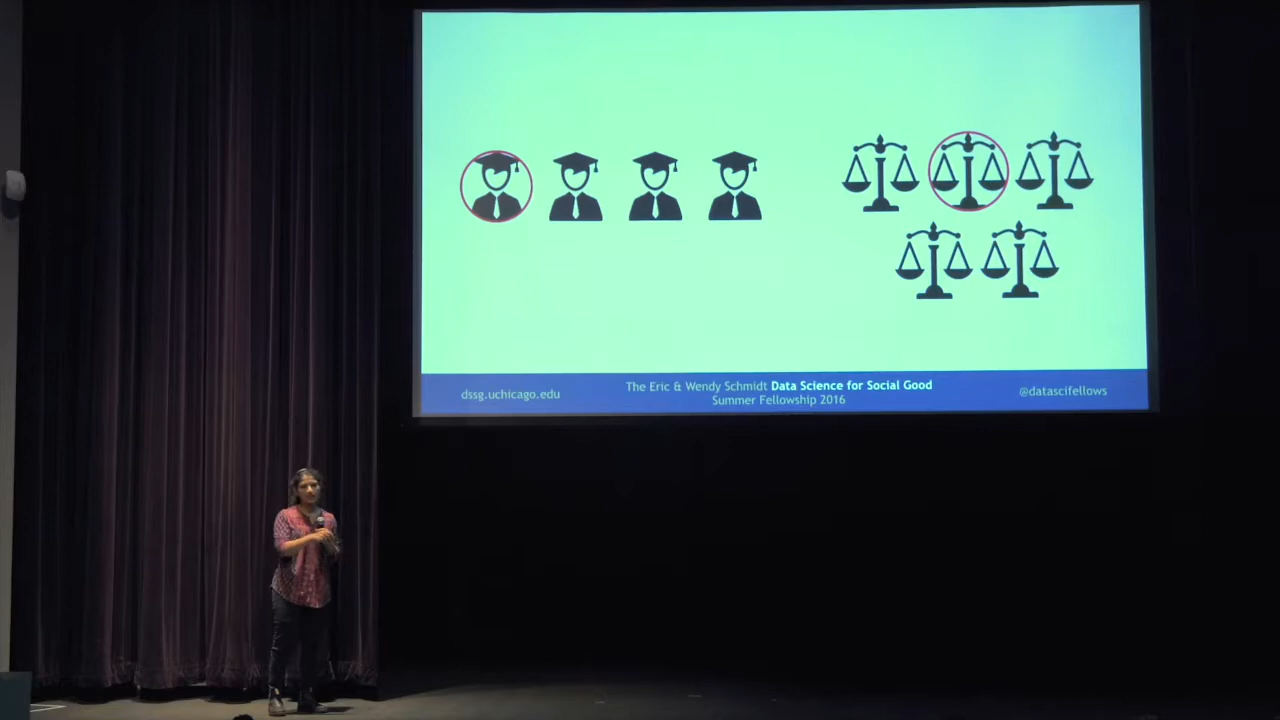 dssg.uchicago.edu
The Eric & Wendy Schmidt Data Science for Social Good
Summer Fellowship 2016
@datascifellows